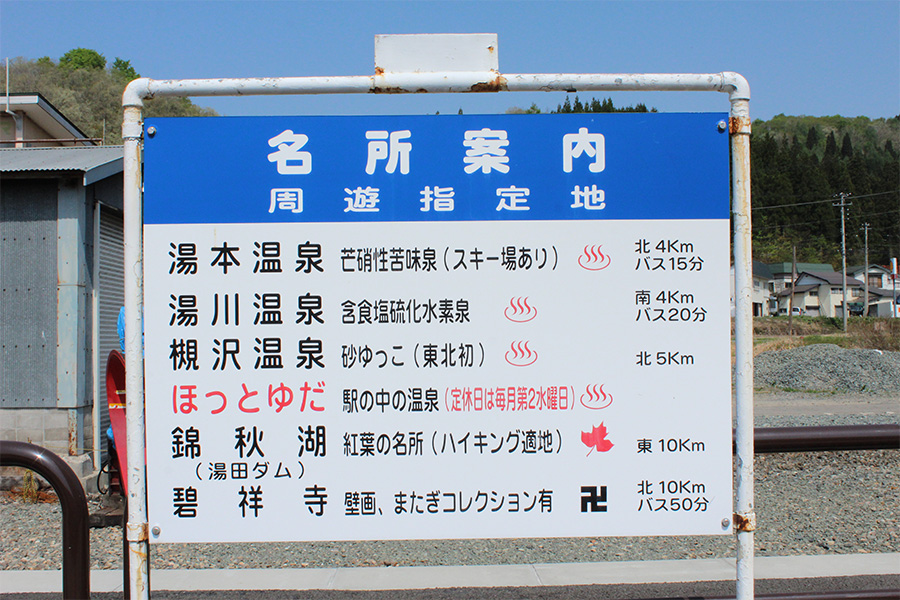 名所案内
周遊指定地
湯本温泉 芒硝性苦味泉(スキー場あり) ♨ 北 4Km バス15分
湯川温泉 含食塩硫化水素泉 ♨ 南 4Km バス20分
槻沢温泉 砂ゆっこ(東北初) ♨ 北 5Km
ほっとゆだ 駅の中の温泉(定休日は毎月第2水曜日) ♨
錦秋湖 紅葉の名所(ハイキング適地) 東 10Km
(湯田ダム)
碧祥寺 壁画、またぎコレクション有 卍 北 10Km バス50分